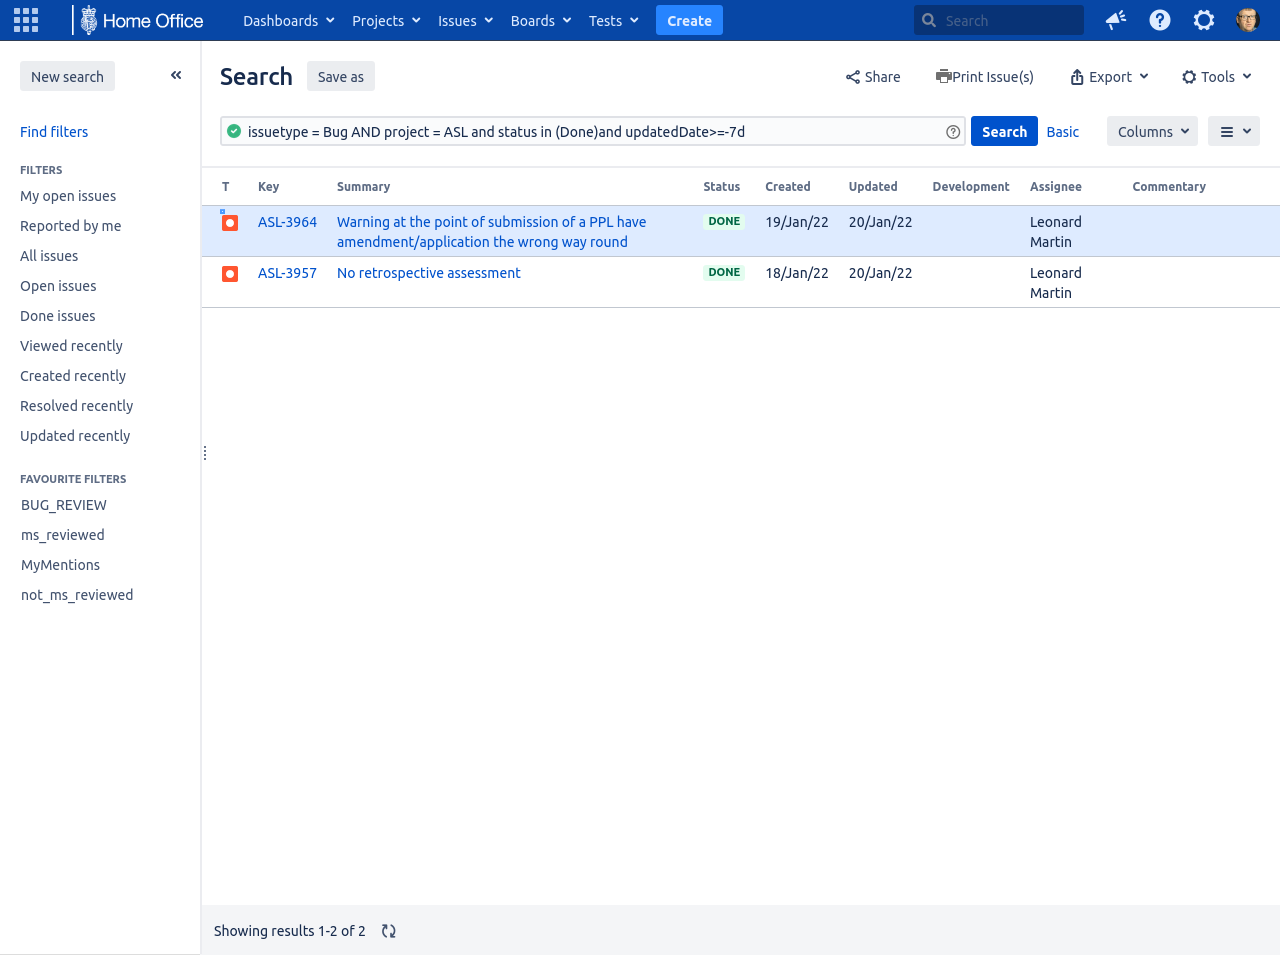 Home Office
Dashboards Projects Issues Boards Tests Create Search
New search
Find filters
FILTERS
My open issues
Reported by me
All issues
Open issues
Done issues
Viewed recently
Created recently
Resolved recently
Updated recently
FAVOURITE FILTERS
BUG_REVIEW
ms_reviewed
MyMentions
not_ms_reviewed
Search Save as Share Print Issue(s) Export Tools
issuetype = Bug AND project = ASL and status in (Done)and updatedDate>=-7d Search Basic Columns
T Key Summary Status Created Updated Development Assignee Commentary
ASL-3964 Warning at the point of submission of a PPL have DONE 19/Jan/22 20/Jan/22 Leonard
amendment/application the wrong way round Martin
ASL-3957 No retrospective assessment DONE 18/Jan/22 20/Jan/22 Leonard
Martin
Showing results 1-2 of 2